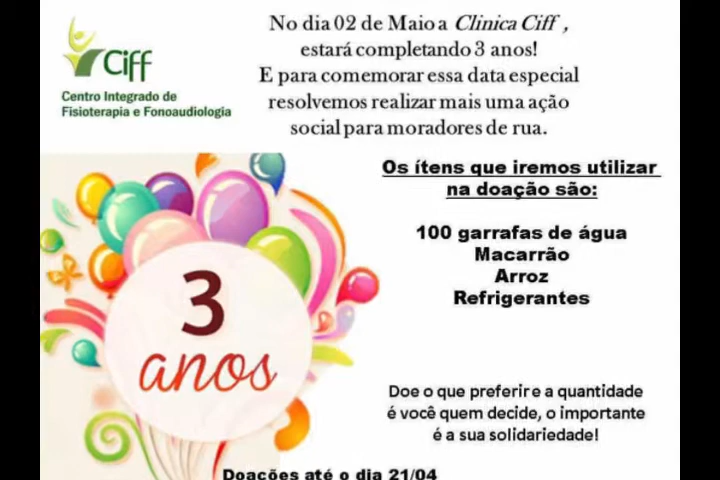 Ciff
Centro Integrado de
Fisioterapia e Fonoaudiologia
No dia 02 de Maio a Clinica Ciff ,
estará completando 3 anos!
E para comemorar essa data especial
resolvemos realizar mais uma ação
social para moradores de rua.
Os ítens que iremos utilizar
na doação são:
100 garrafas de água
Macarrão
Arroz
Refrigerantes
3
anos
Doe o que preferir e a quantidade
é você quem decide, o importante
é a sua solidariedade!
Doações até o dia 21/04